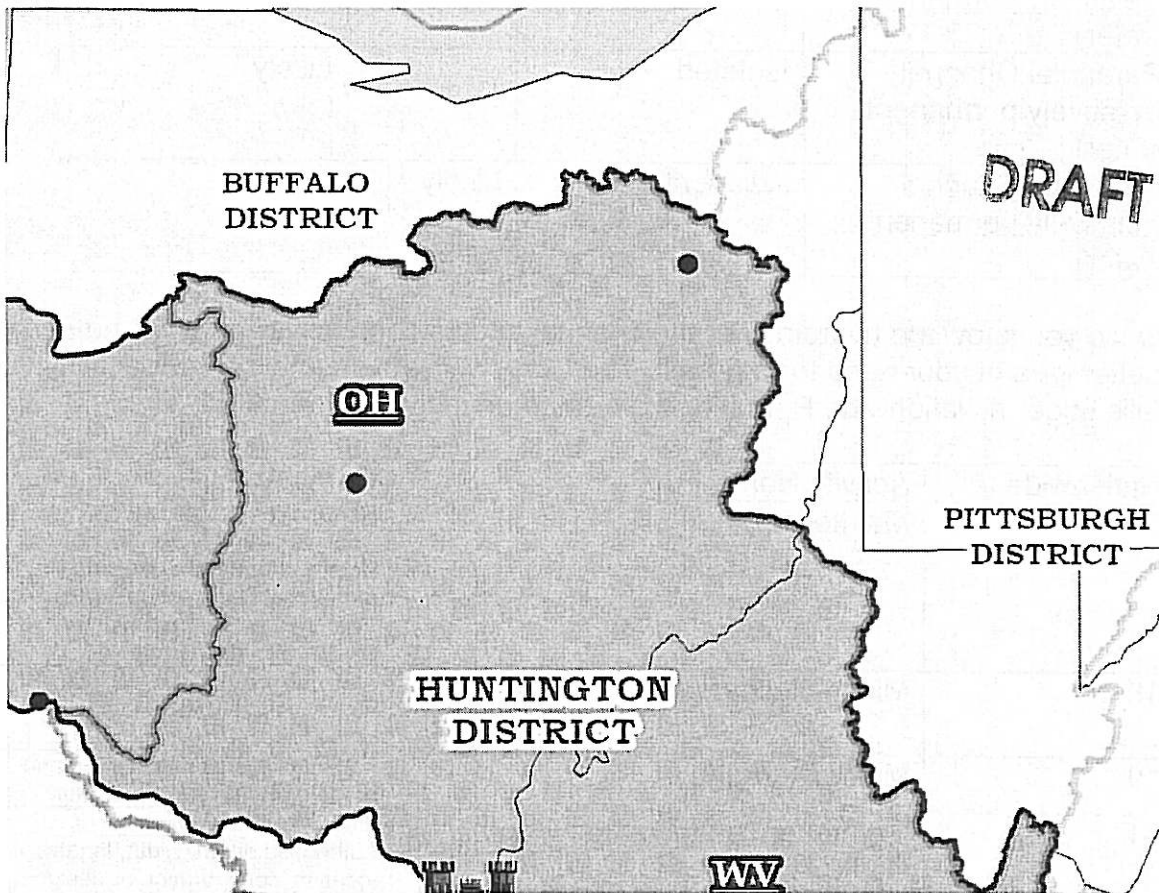 BUFFALO
DISTRICT
DRAFT
OH
PITTSBURGH
DISTRICT
HUNTINGTON
DISTRICT
WV